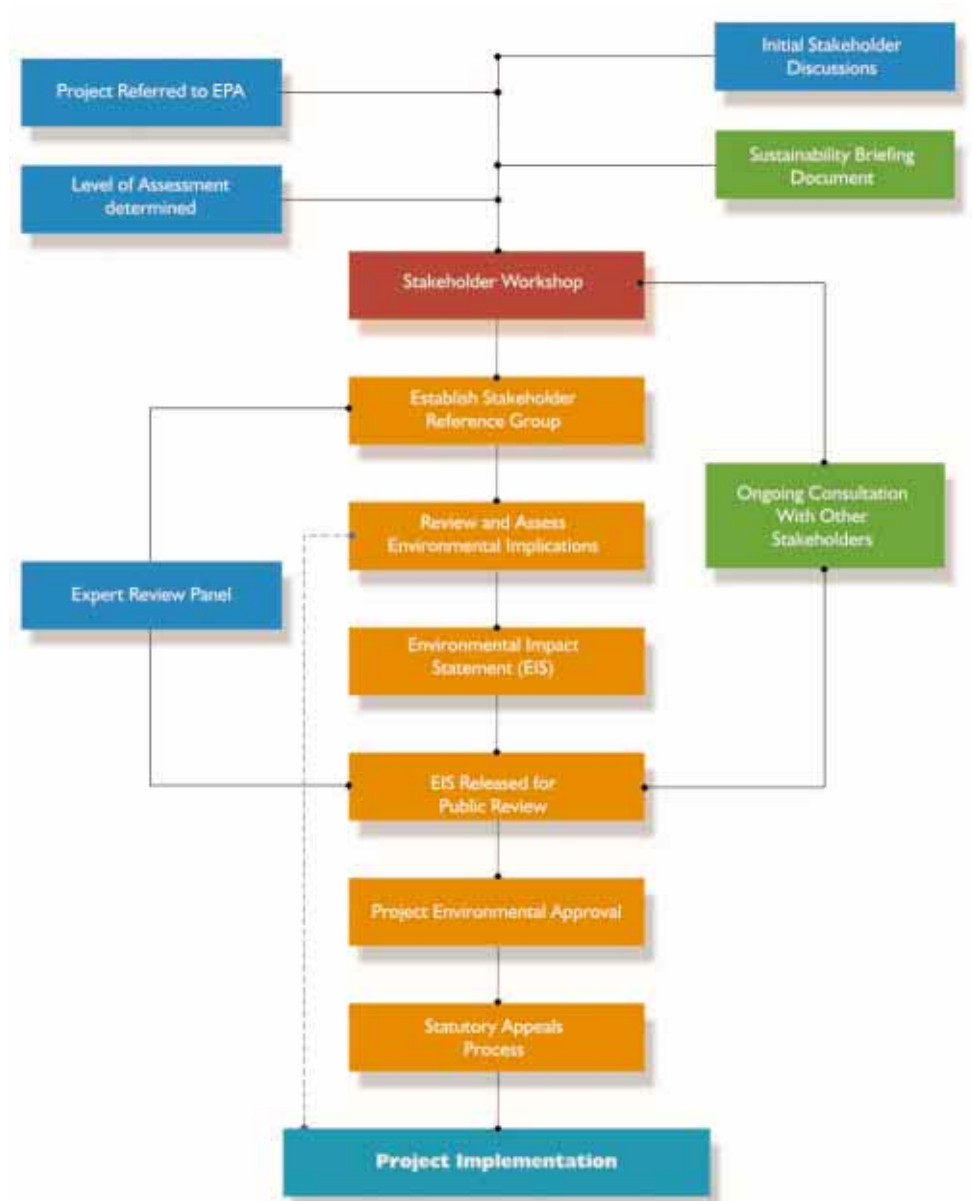 Initial Stakeholder
Discussions
Project Referred to EPA
Sustainability Briefing
Document
Level of Assessment
determined
Stakeholder Workshop
Establish Stakeholder
Reference Group
Ongoing Consultation
With Other
Stakeholders
Review and Assess
Environmental Implications
Expert Review Panel
Environmental Impact
Statement (EIS)
EIS Released for
Public Review
Project Environmental Approval
Statutory Appeals
Process
Project Implementation